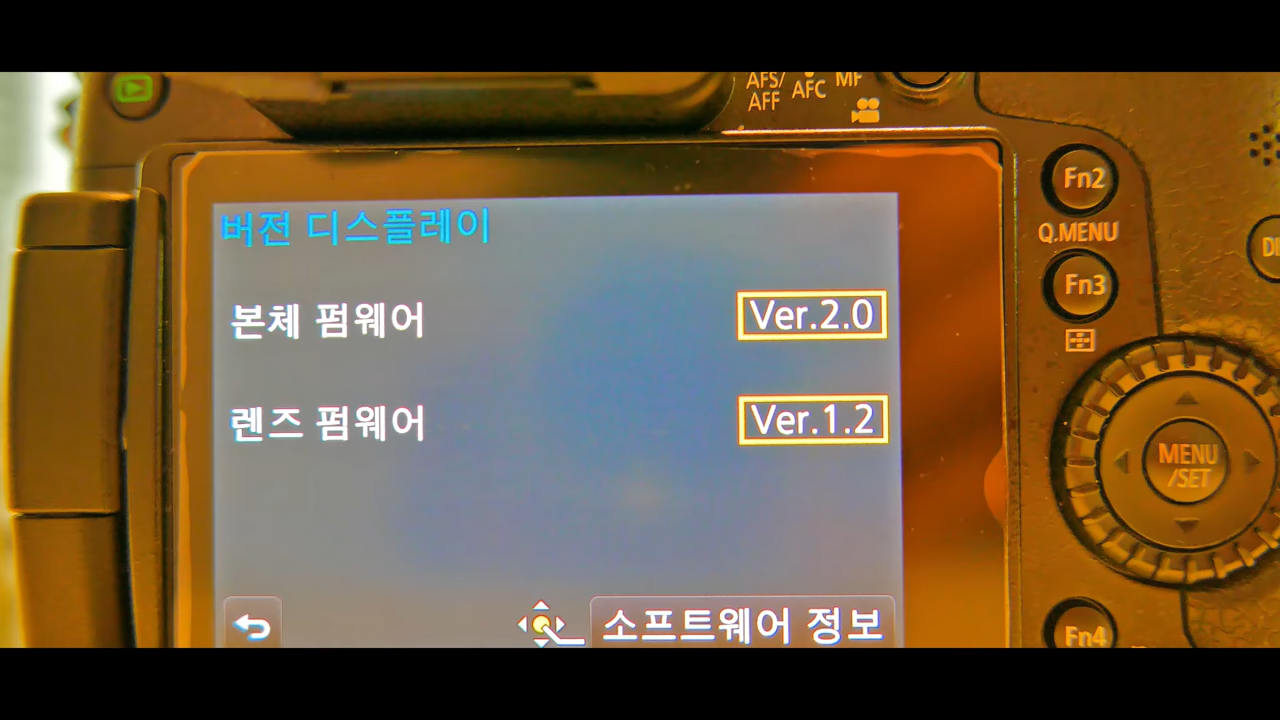 AFS/
AFF
AFC
MF
Fn2
버전 디스플레이
Q.MENU
Fn3
본체 펌웨어
Ver.2.0
렌즈 펌웨어
Ver.1.2
MENU
/SET
소프트웨어 정보
Fn4